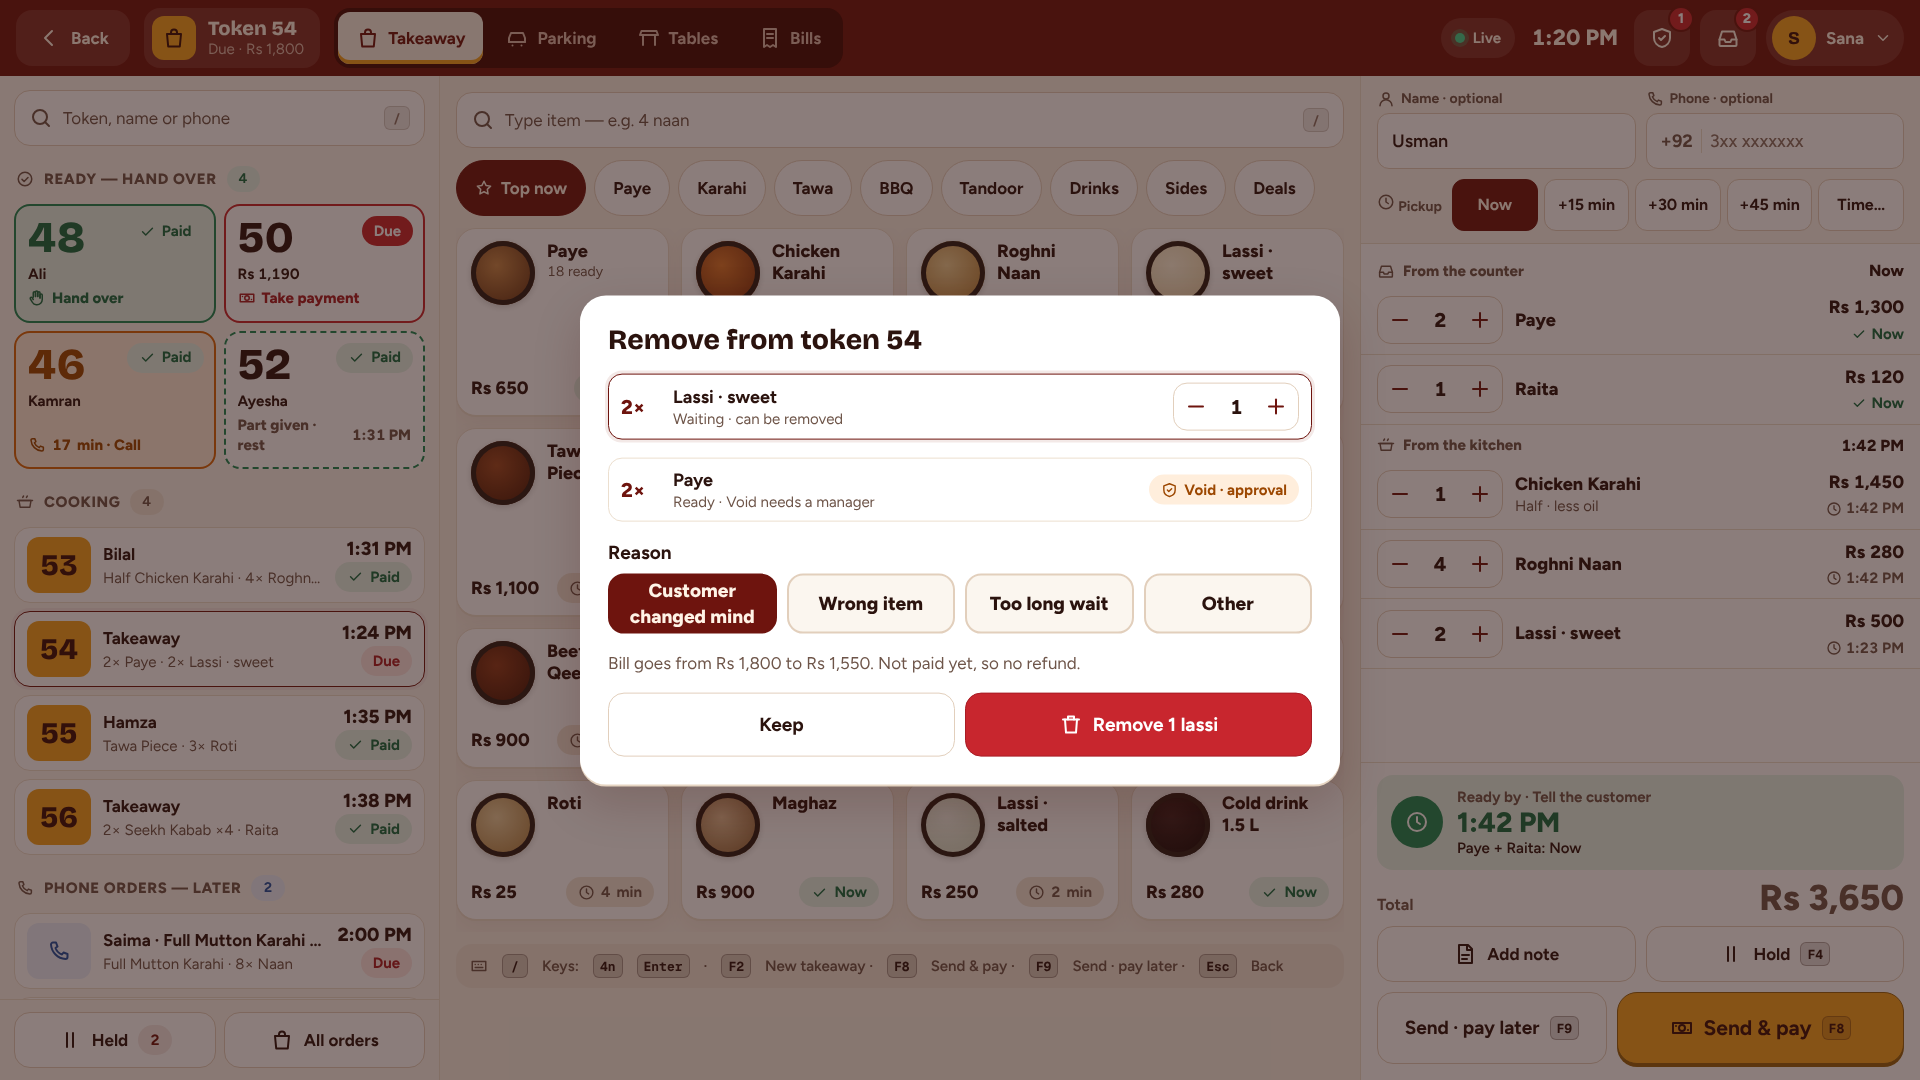 Back
Token 54
Due · Rs 1,800
Takeaway
Parking
Tables
Bills
Live
1:20 PM
1
2
S
Sana
Token, name or phone
/
READY — HAND OVER 4
48
Paid
Ali
Hand over
50
Due
Rs 1,190
Take payment
46
Paid
Kamran
17 min · Call
52
Paid
Ayesha
Part given ·
rest
1:31 PM
COOKING 4
53
Bilal
1:31 PM
Half Chicken Karahi · 4× Roghn...
Paid
54
Takeaway
1:24 PM
2× Paye · 2× Lassi · sweet
Due
55
Hamza
1:35 PM
Tawa Piece · 3× Roti
Paid
56
Takeaway
1:38 PM
2× Seekh Kabab ×4 · Raita
Paid
PHONE ORDERS — LATER 2
Saima · Full Mutton Karahi ...
2:00 PM
Full Mutton Karahi · 8× Naan
Due
Held 2
All orders
Type item — e.g. 4 naan
/
Top now
Paye
Karahi
Tawa
BBQ
Tandoor
Drinks
Sides
Deals
Paye
18 ready
Rs 650
Chicken
Karahi
Roghni
Naan
Lassi ·
sweet
Rs 1,100
Rs 900
Roti
Rs 25
4 min
Maghaz
Rs 900
Now
Lassi ·
salted
Rs 250
2 min
Cold drink
1.5 L
Rs 280
Now
/ Keys: 4n Enter · F2 New takeaway · F8 Send & pay · F9 Send · pay later · Esc Back
Remove from token 54
2×
Lassi · sweet
Waiting · can be removed
− 1 +
2×
Paye
Ready · Void needs a manager
Void · approval
Reason
Customer
changed mind
Wrong item
Too long wait
Other
Bill goes from Rs 1,800 to Rs 1,550. Not paid yet, so no refund.
Keep
Remove 1 lassi
Name · optional
Phone · optional
Usman
+92
3xx xxxxxxx
Pickup
Now
+15 min
+30 min
+45 min
Time...
From the counter
Now
− 2 +
Paye
Rs 1,300
Now
− 1 +
Raita
Rs 120
Now
From the kitchen
1:42 PM
− 1 +
Chicken Karahi
Half · less oil
Rs 1,450
1:42 PM
− 4 +
Roghni Naan
Rs 280
1:42 PM
− 2 +
Lassi · sweet
Rs 500
1:23 PM
Ready by · Tell the customer
1:42 PM
Paye + Raita: Now
Total
Rs 3,650
Add note
Hold F4
Send · pay later F9
Send & pay F8